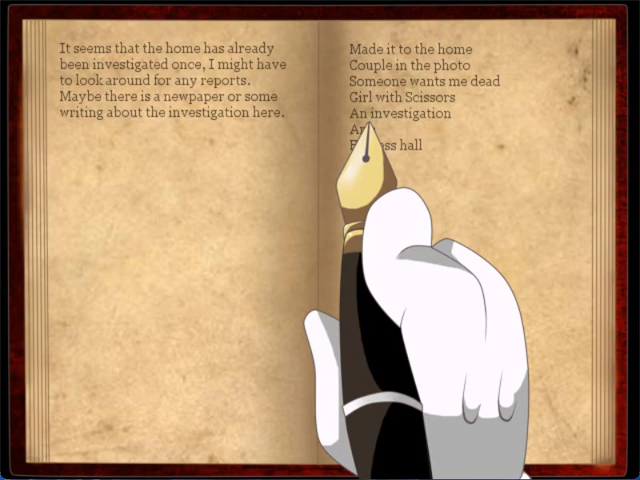 It seems that the home has already
been investigated once, I might have
to look around for any reports.
Maybe there is a newpaper or some
writing about the investigation here.
Made it to the home
Couple in the photo
Someone wants me dead
Girl with Scissors
An investigation
hall